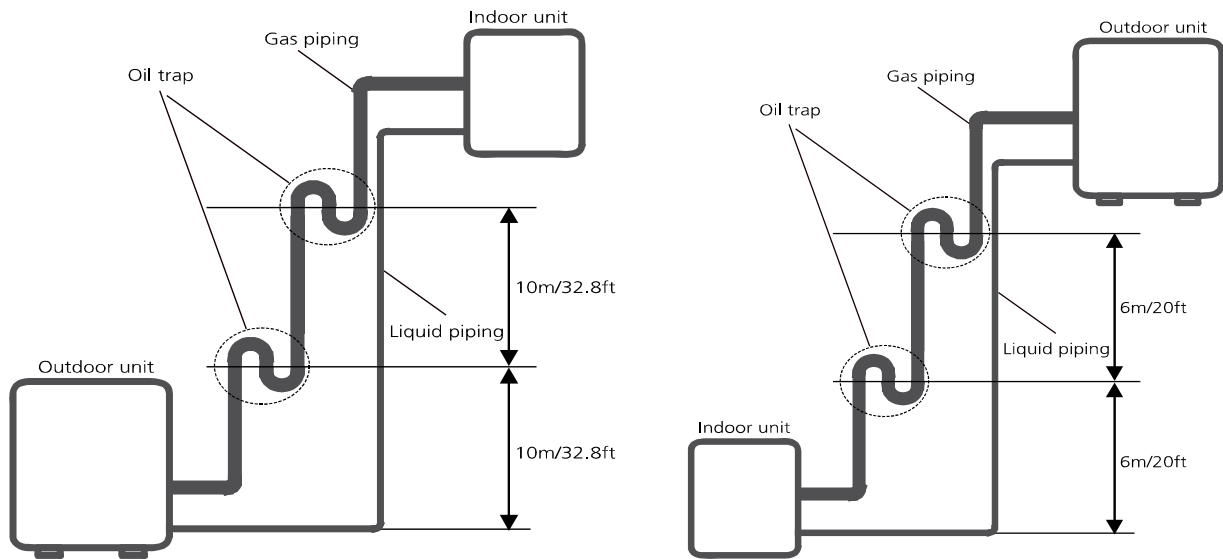 Indoor unit
Gas piping
Oil trap
10m/32.8ft
Liquid piping
Outdoor unit
10m/32.8ft
Outdoor unit
Gas piping
Oil trap
6m/20ft
Liquid piping
Indoor unit
6m/20ft